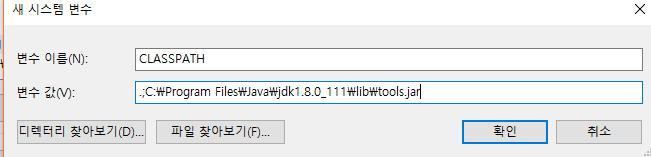 새 시스템 변수
변수 이름(N):
CLASSPATH
변수 값(V):
.;C:₩Program Files₩Java₩jdk1.8.0_111₩lib₩tools.jar
디렉터리 찾아보기(D)...
파일 찾아보기(F)...
확인
취소